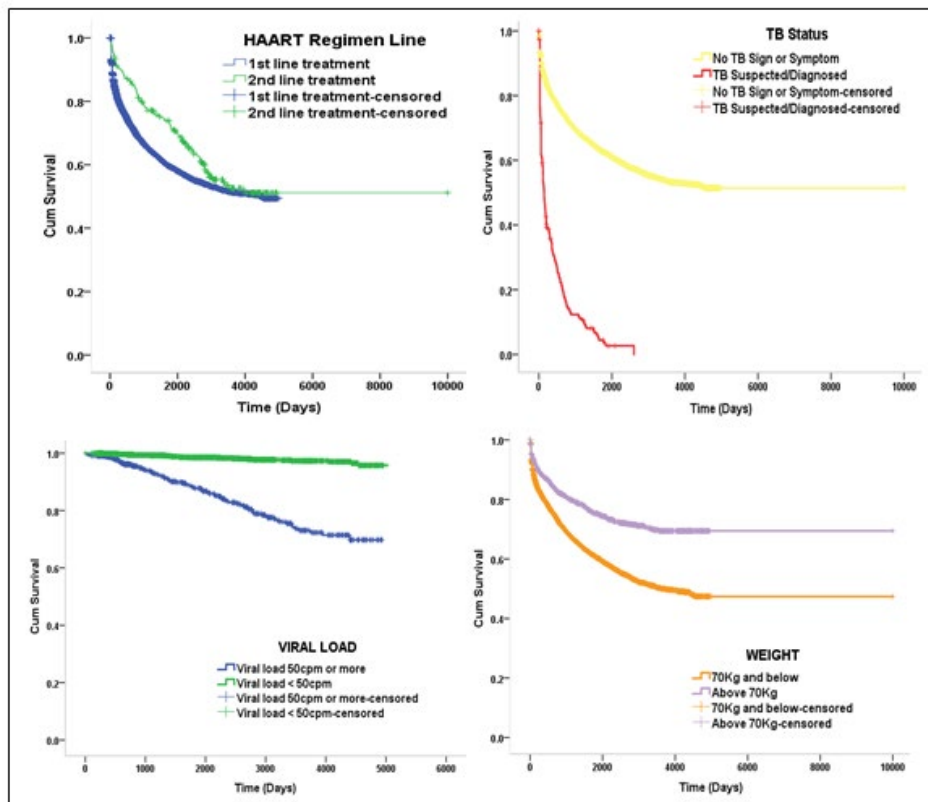 HAART Regimen Line
1st line treatment
2nd line treatment
1st line treatment-censored
2nd line treatment-censored
1.0
0.8
0.6
0.4
0.2
0.0
Cum Survival
0 2000 4000 6000 8000 10000
Time (Days)
TB Status
No TB Sign or Symptom
TB Suspected/Diagnosed
No TB Sign or Symptom-censored
TB Suspected/Diagnosed-censored
1.0
0.8
0.6
0.4
0.2
0.0
Cum Survival
0 2000 4000 6000 8000 10000
Time (Days)
1.0
0.8
0.6
0.4
0.2
0.0
Cum Survival
VIRAL LOAD
Viral load 50cpm or more
Viral load < 50cpm
Viral load 50cpm or more-censored
Viral load < 50cpm-censored
0 1000 2000 3000 4000 5000 6000
Time (Days)
1.0
0.8
0.6
0.4
0.2
0.0
Cum Survival
WEIGHT
70Kg and below
Above 70Kg
70Kg and below-censored
Above 70Kg-censored
0 2000 4000 6000 8000 10000
Time (Days)